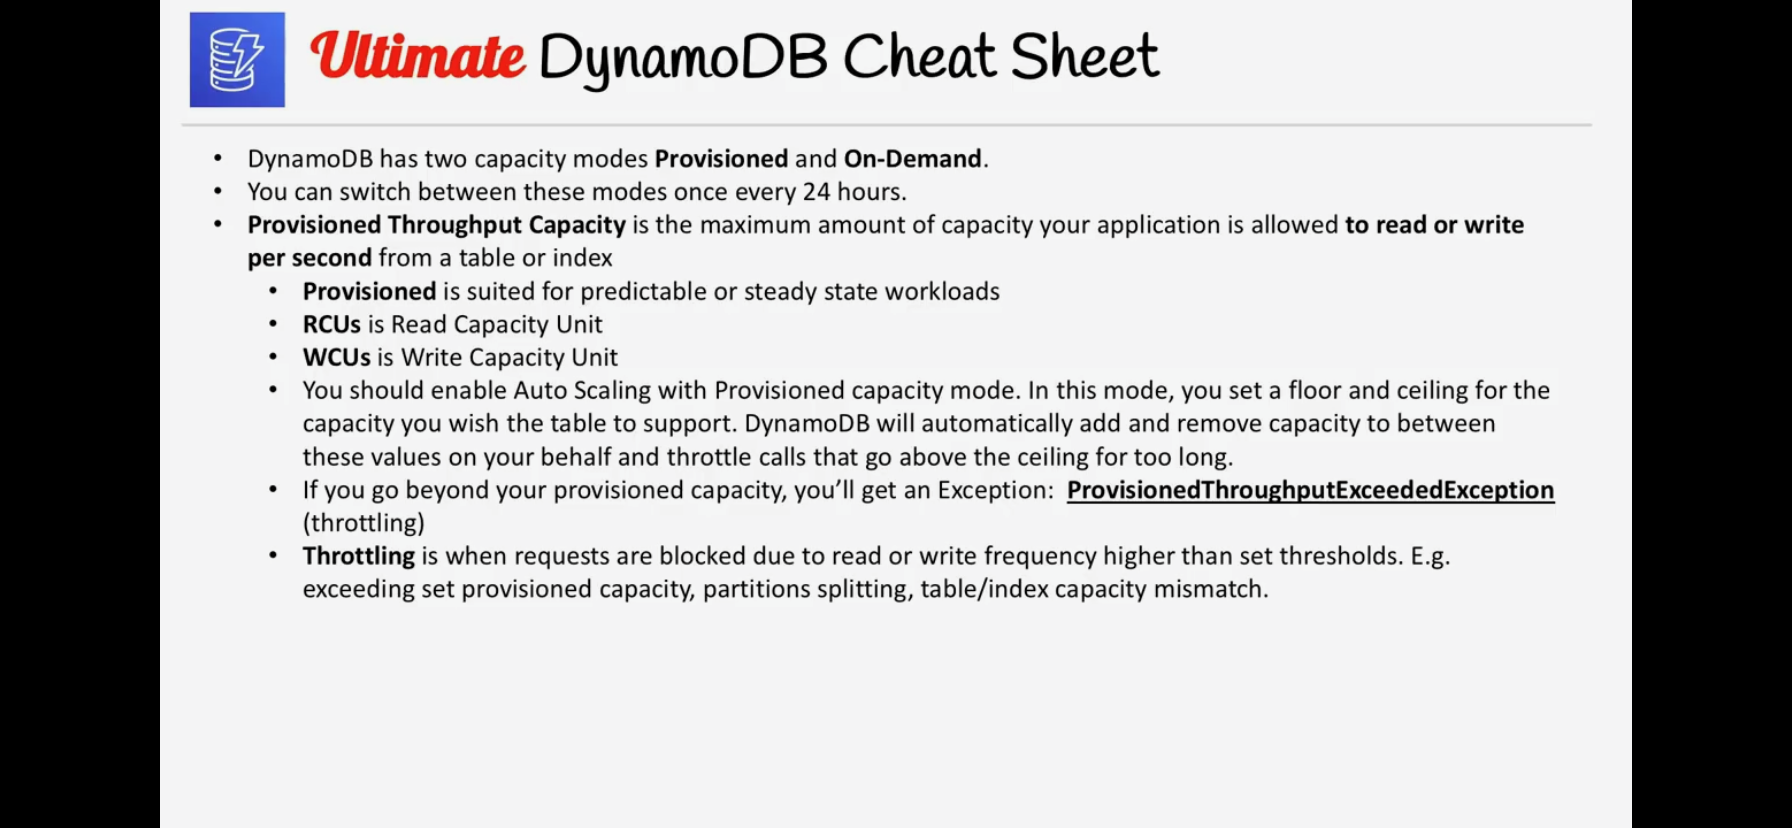 Ultimate DynamoDB Cheat Sheet
• DynamoDB has two capacity modes Provisioned and On-Demand.
• You can switch between these modes once every 24 hours.
• Provisioned Throughput Capacity is the maximum amount of capacity your application is allowed to read or write
per second from a table or index
• Provisioned is suited for predictable or steady state workloads
• RCUs is Read Capacity Unit
• WCUs is Write Capacity Unit
• You should enable Auto Scaling with Provisioned capacity mode. In this mode, you set a floor and ceiling for the
capacity you wish the table to support. DynamoDB will automatically add and remove capacity to between
these values on your behalf and throttle calls that go above the ceiling for too long.
• If you go beyond your provisioned capacity, you’ll get an Exception: ProvisionedThroughputExceededException
(throttling)
• Throttling is when requests are blocked due to read or write frequency higher than set thresholds. E.g.
exceeding set provisioned capacity, partitions splitting, table/index capacity mismatch.